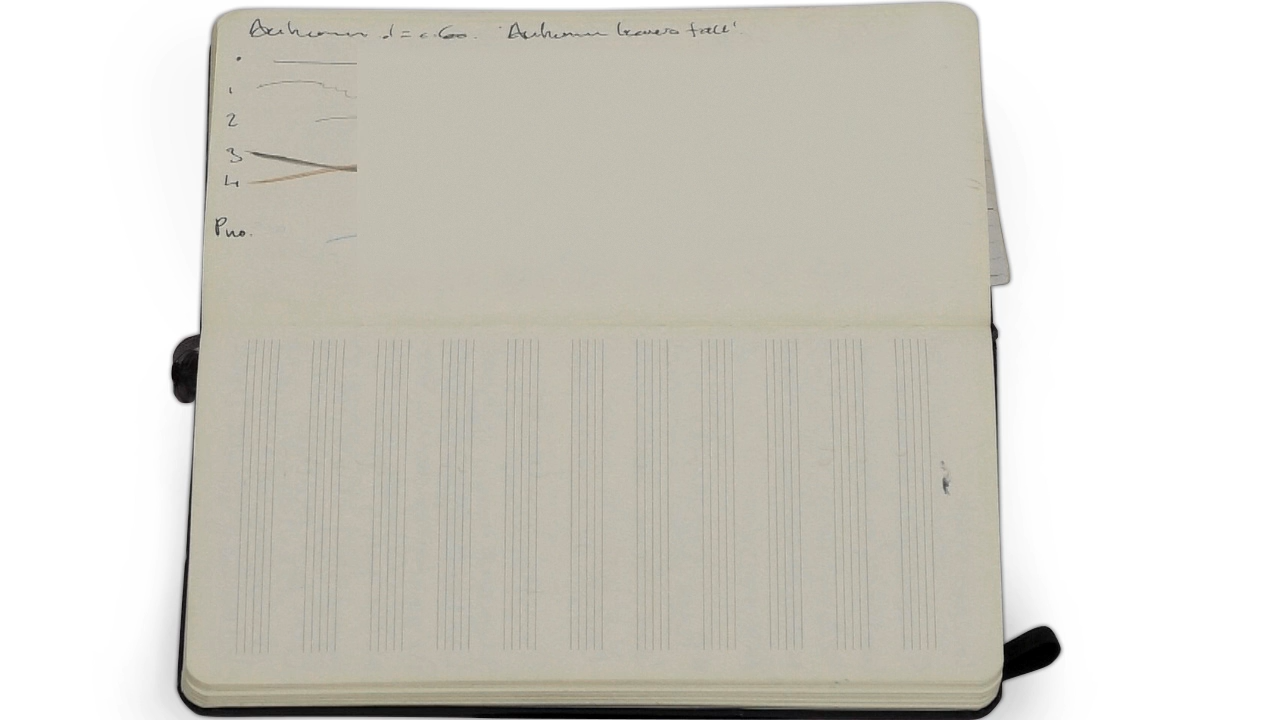 Autumn ♩= c.60. 'Autumn leaves fall'.
•
1
2
3
4
Pno.